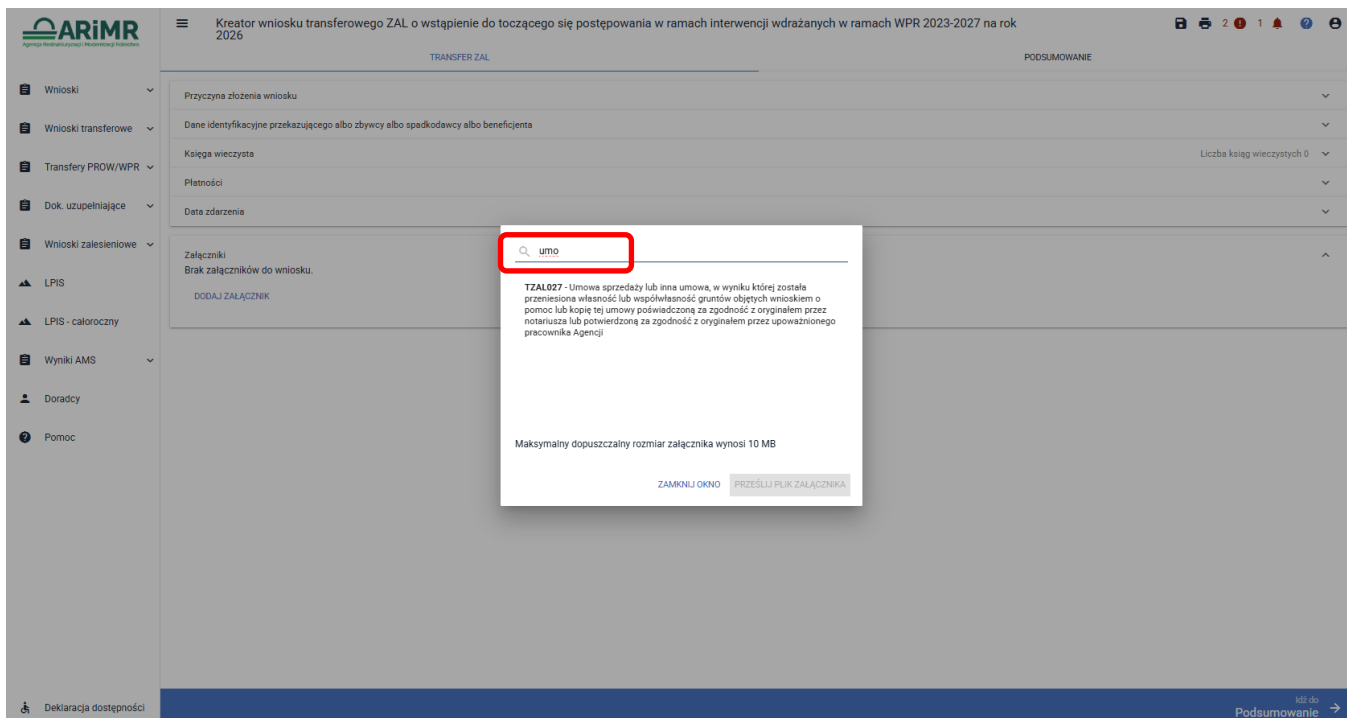 ARiMR
Agencja Restrukturyzacji i Modernizacji Rolnictwa
Kreator wniosku transferowego ZAL o wstąpienie do toczącego się postępowania w ramach interwencji wdrażanych w ramach WPR 2023-2027 na rok
2026
2 1
TRANSFER ZAL
PODSUMOWANIE
Wnioski
Wnioski transferowe
Transfery PROW/WPR
Dok. uzupełniające
Wnioski zalesieniowe
LPIS
LPIS - całoroczny
Wyniki AMS
Doradcy
Pomoc
Deklaracja dostępności
Przyczyna złożenia wniosku
Dane identyfikacyjne przekazującego albo zbywcy albo spadkodawcy albo beneficjenta
Księga wieczysta
Liczba ksiąg wieczystych 0
Płatności
Data zdarzenia
Załączniki
Brak załączników do wniosku.
DODAJ ZAŁĄCZNIK
umo
TZAL027 - Umowa sprzedaży lub inna umowa, w wyniku której została
przeniesiona własność lub współwłasność gruntów objętych wnioskiem o
pomoc lub kopię tej umowy poświadczoną za zgodność z oryginałem przez
notariusza lub potwierdzoną za zgodność z oryginałem przez upoważnionego
pracownika Agencji
Maksymalny dopuszczalny rozmiar załącznika wynosi 10 MB
ZAMKNIJ OKNO
PRZEŚLIJ PLIK ZAŁĄCZNIKA
Idź do
Podsumowanie